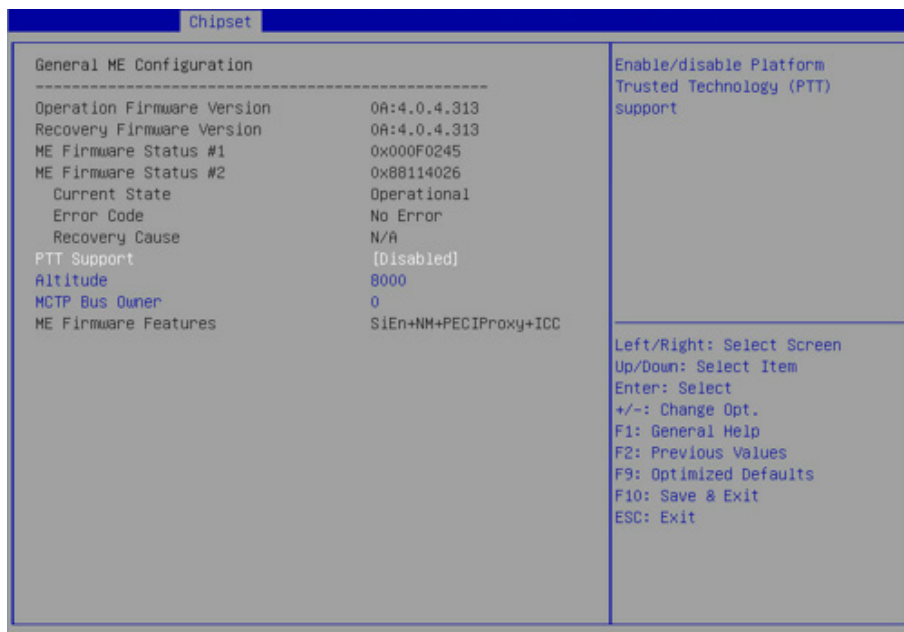 Chipset
General ME Configuration
----------------------------------------------------
Operation Firmware Version 0A:4.0.4.313
Recovery Firmware Version 0A:4.0.4.313
ME Firmware Status #1 0x000F0245
ME Firmware Status #2 0x88114026
Current State Operational
Error Code No Error
Recovery Cause N/A
PTT Support [Disabled]
Altitude 8000
MCTP Bus Owner 0
ME Firmware Features SiEn+NM+PECIProxy+ICC
Enable/disable Platform
Trusted Technology (PTT)
support
Left/Right: Select Screen
Up/Down: Select Item
Enter: Select
+/-: Change Opt.
F1: General Help
F2: Previous Values
F9: Optimized Defaults
F10: Save & Exit
ESC: Exit